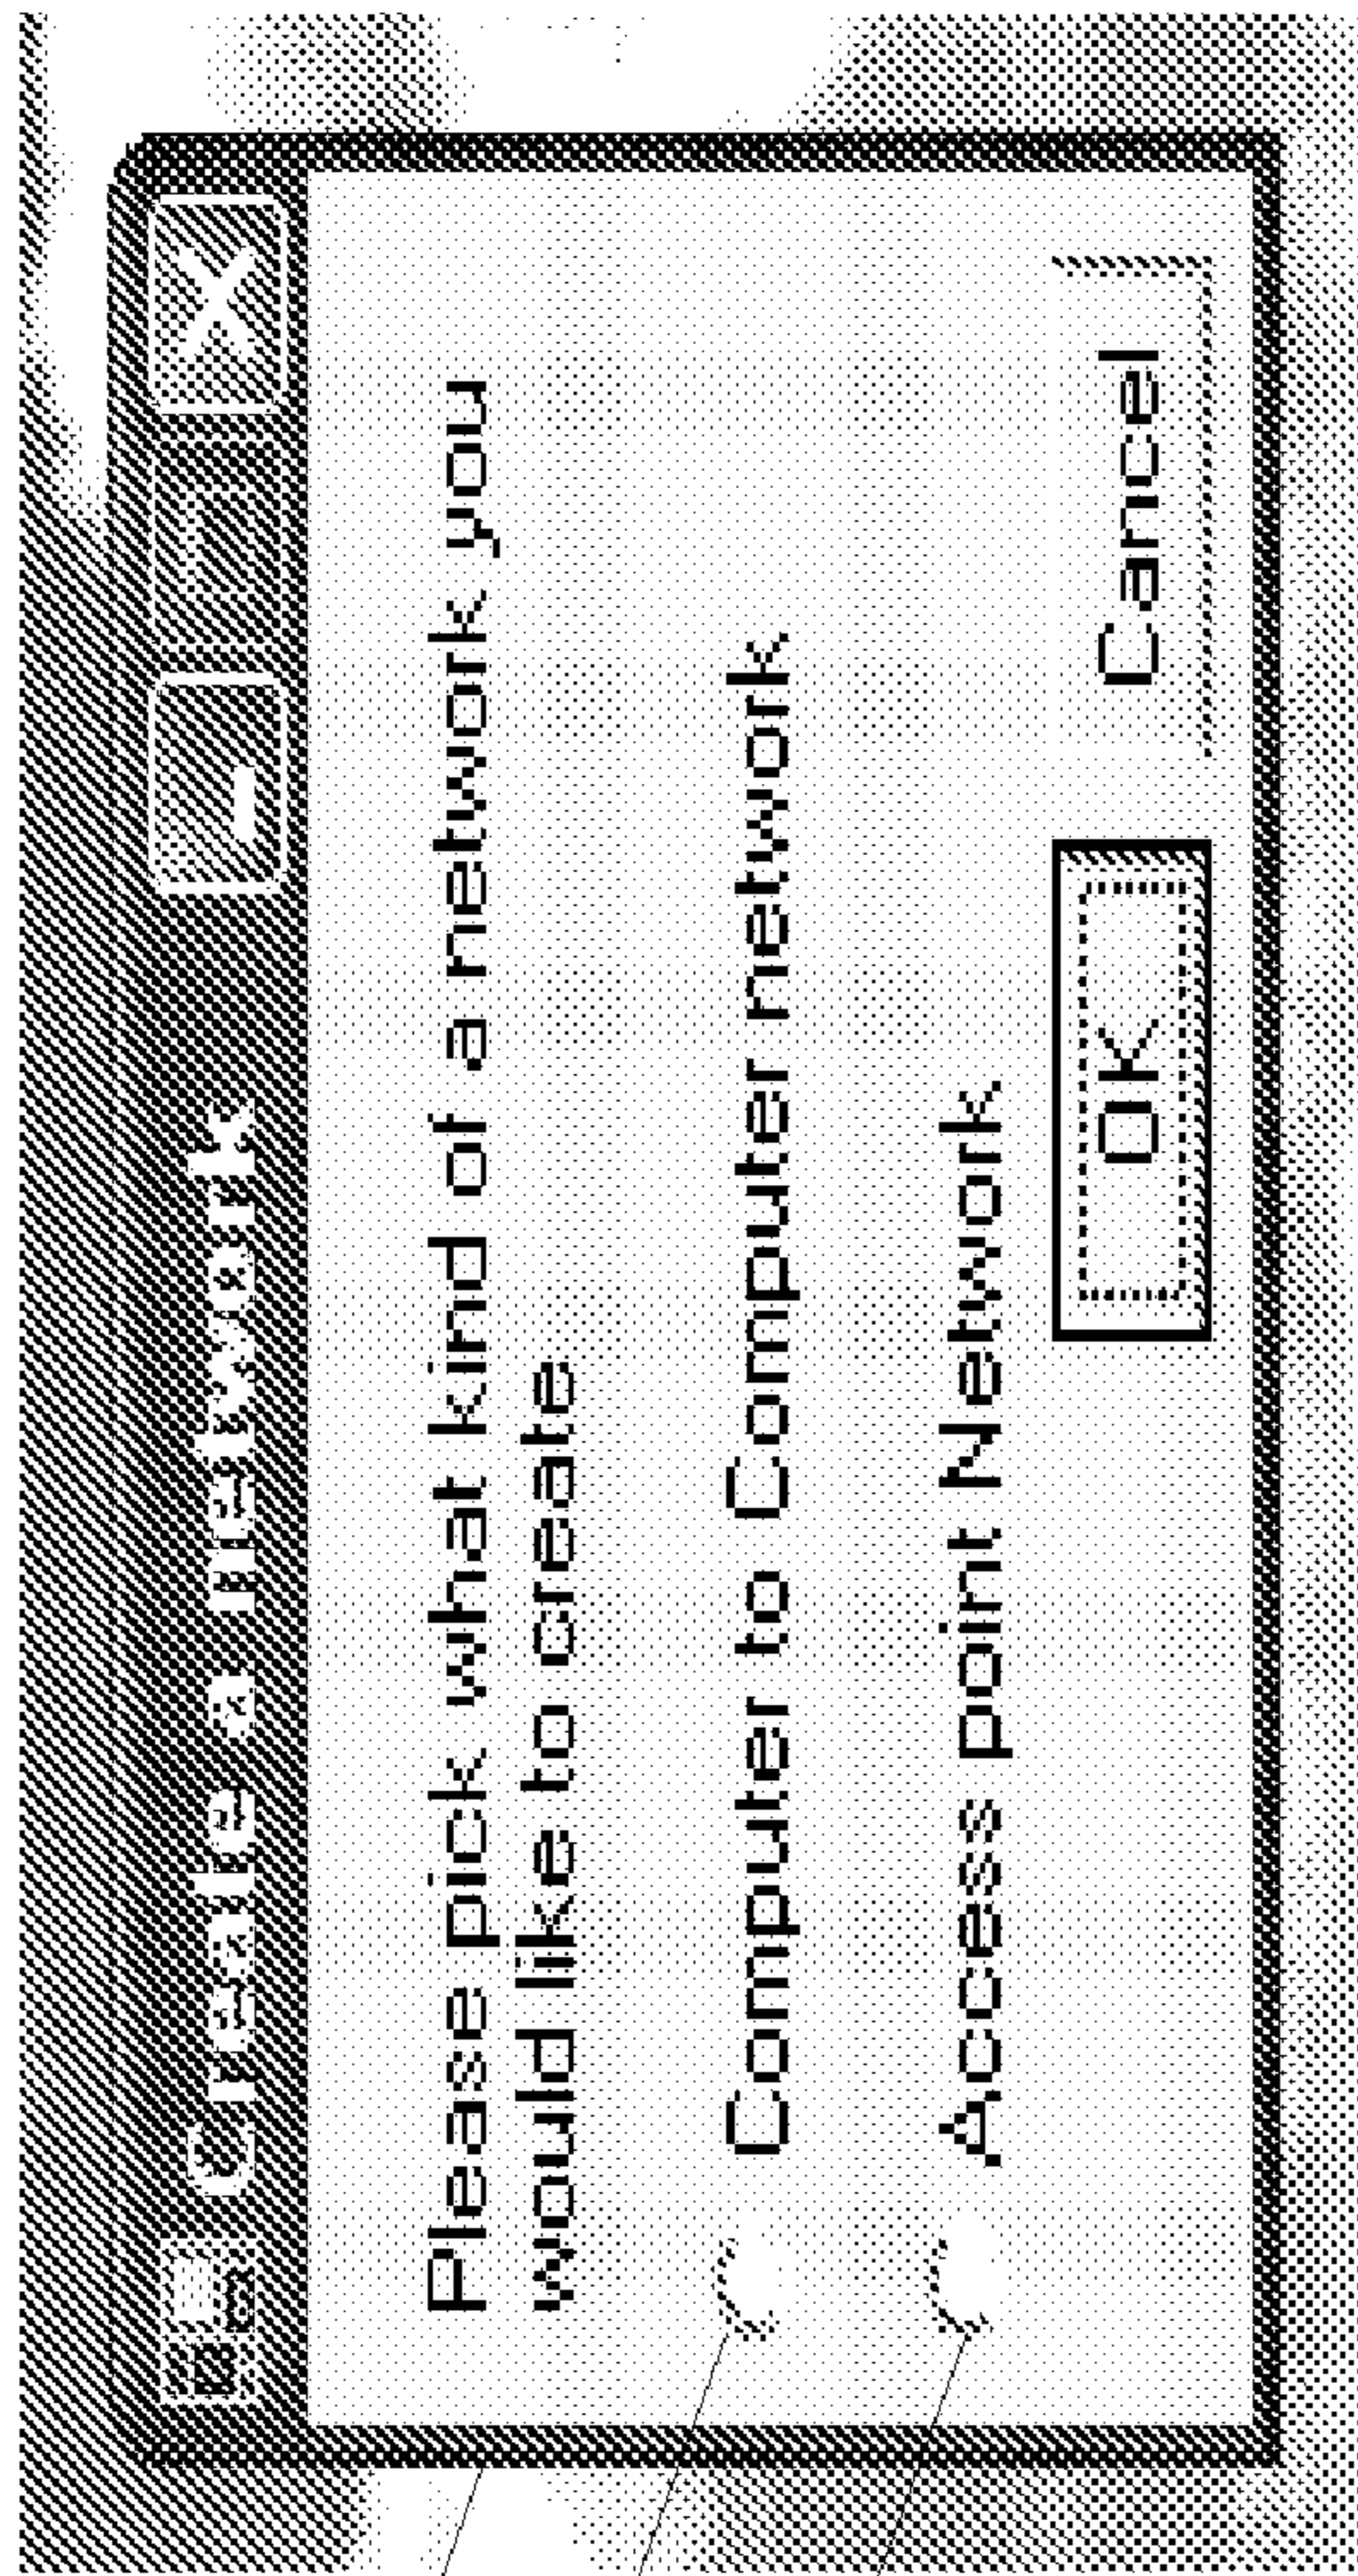 Create a network
Please pick what kind of a network you
would like to create
Computer to Computer network
Access point Network
OK
Cancel